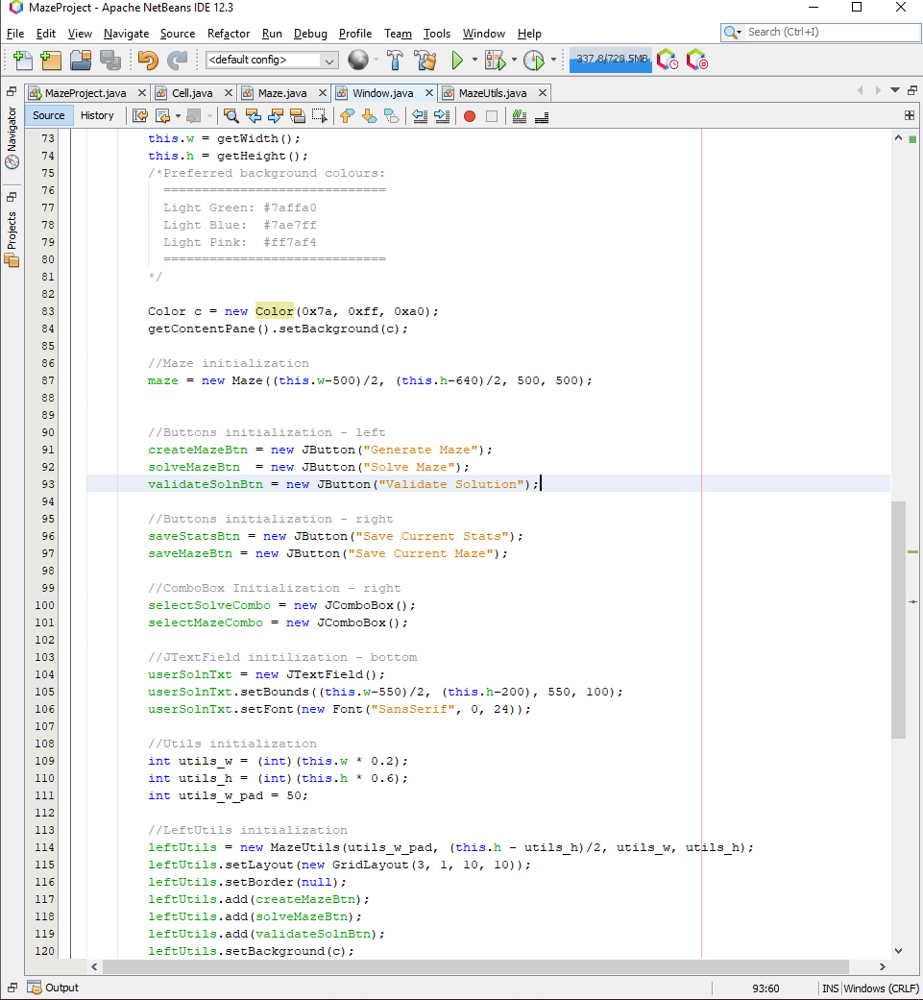 MazeProject - Apache NetBeans IDE 12.3
File Edit View Navigate Source Refactor Run Debug Profile Team Tools Window Help
Search (Ctrl+I)
<default config>
337.8/728.5MB
MazeProject.java Cell.java Maze.java Window.java MazeUtils.java
Source History
Navigator
Projects
73 this.w = getWidth();
74 this.h = getHeight();
75 /*Preferred background colours:
76 =============================
77 Light Green: #7affa0
78 Light Blue:  #7ae7ff
79 Light Pink:  #ff7af4
80 =============================
81 */
82
83 Color c = new Color(0x7a, 0xff, 0xa0);
84 getContentPane().setBackground(c);
85
86 //Maze initialization
87 maze = new Maze((this.w-500)/2, (this.h-640)/2, 500, 500);
88
89
90 //Buttons initialization - left
91 createMazeBtn = new JButton("Generate Maze");
92 solveMazeBtn  = new JButton("Solve Maze");
93 validateSolnBtn = new JButton("Validate Solution");
94
95 //Buttons initialization - right
96 saveStatsBtn = new JButton("Save Current Stats");
97 saveMazeBtn = new JButton("Save Current Maze");
98
99 //ComboBox Initialization - right
100 selectSolveCombo = new JComboBox();
101 selectMazeCombo = new JComboBox();
102
103 //JTextField initilization - bottom
104 userSolnTxt = new JTextField();
105 userSolnTxt.setBounds((this.w-550)/2, (this.h-200), 550, 100);
106 userSolnTxt.setFont(new Font("SansSerif", 0, 24));
107
108 //Utils initialization
109 int utils_w = (int)(this.w * 0.2);
110 int utils_h = (int)(this.h * 0.6);
111 int utils_w_pad = 50;
112
113 //LeftUtils initialization
114 leftUtils = new MazeUtils(utils_w_pad, (this.h - utils_h)/2, utils_w, utils_h);
115 leftUtils.setLayout(new GridLayout(3, 1, 10, 10));
116 leftUtils.setBorder(null);
117 leftUtils.add(createMazeBtn);
118 leftUtils.add(solveMazeBtn);
119 leftUtils.add(validateSolnBtn);
120 leftUtils.setBackground(c);
Output
93:60 INS Windows (CRLF)